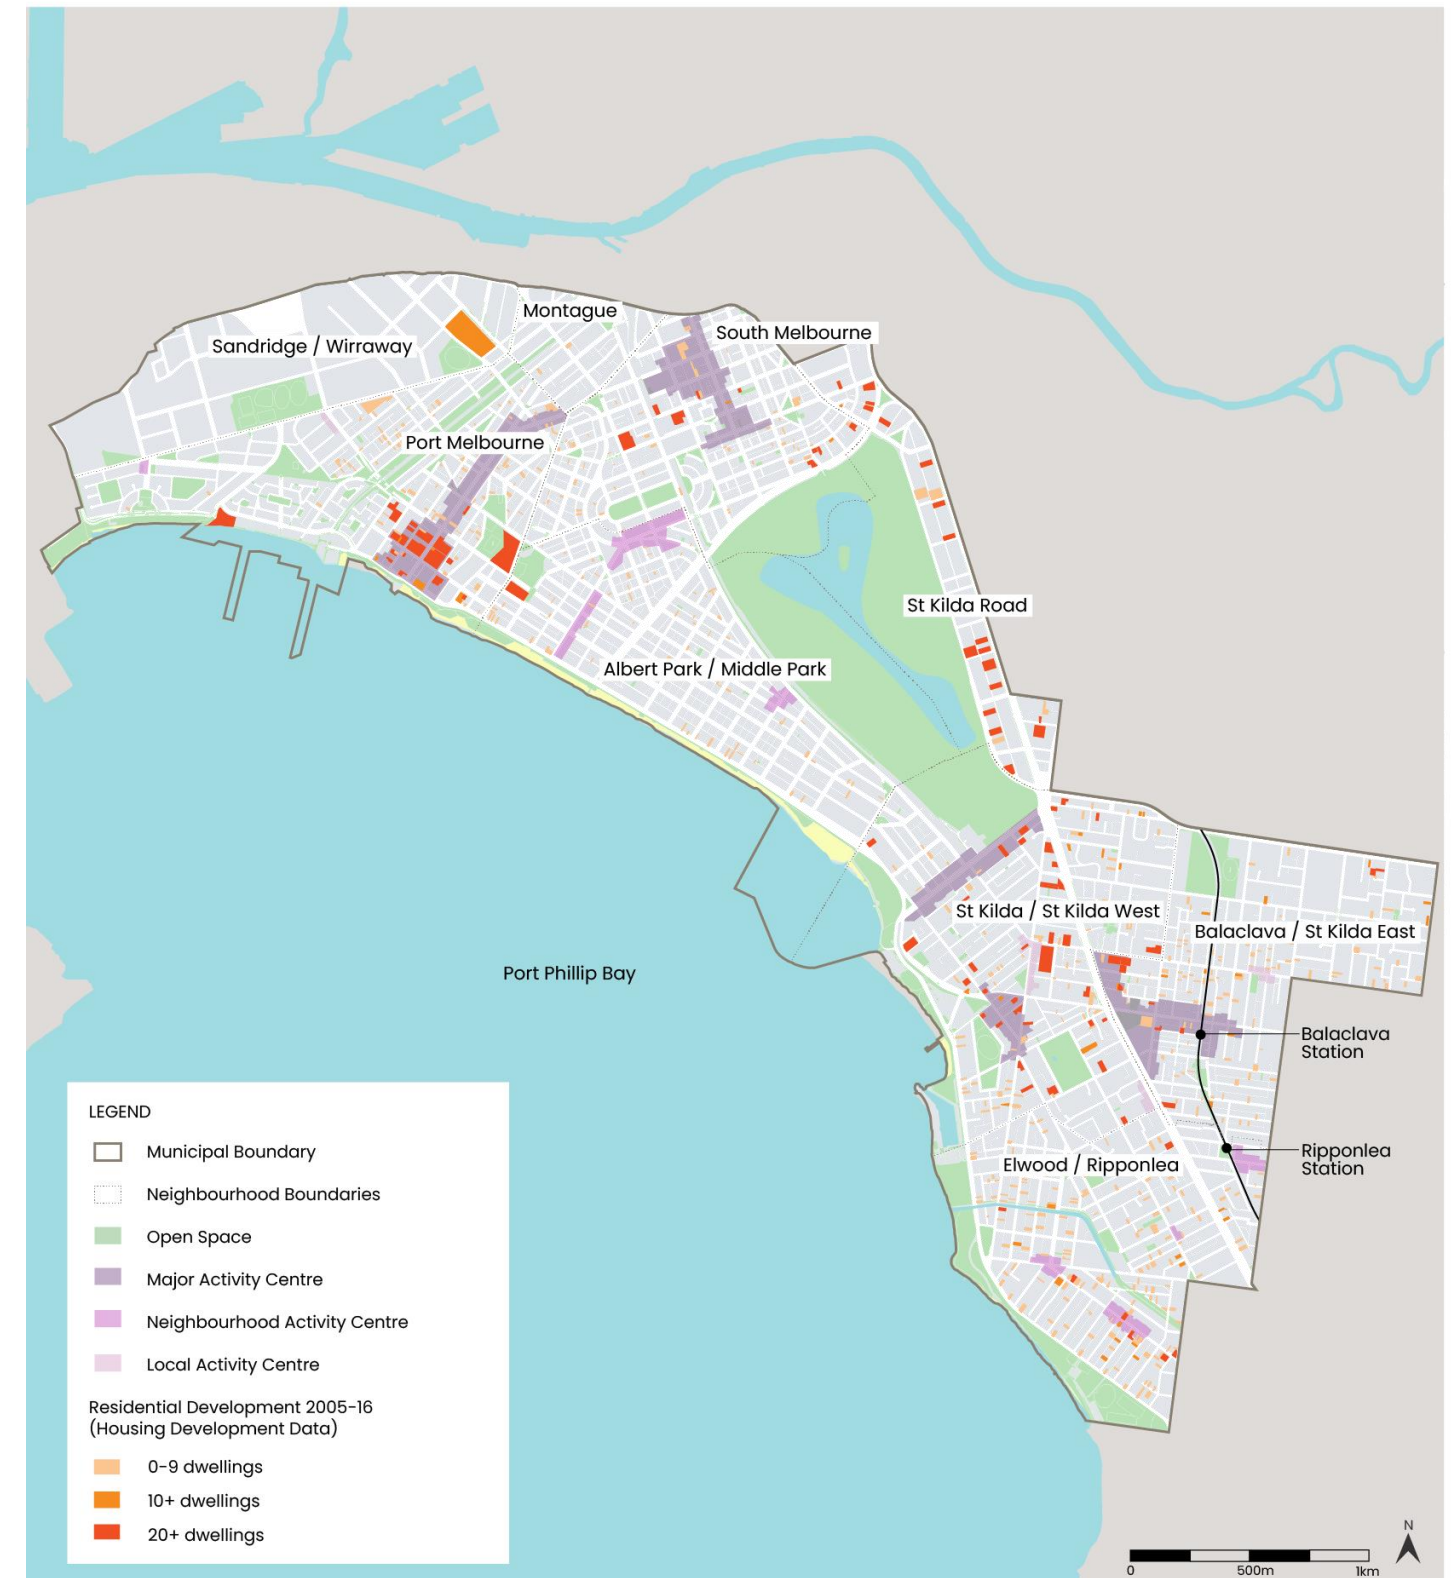 Montague
South Melbourne
Sandridge / Wirraway
Port Melbourne
St Kilda Road
Albert Park / Middle Park
St Kilda / St Kilda West
Balaclava / St Kilda East
Port Phillip Bay
Balaclava
Station
Ripponlea
Station
Elwood / Ripponlea
LEGEND
Municipal Boundary
Neighbourhood Boundaries
Open Space
Major Activity Centre
Neighbourhood Activity Centre
Local Activity Centre
Residential Development 2005-16
(Housing Development Data)
0-9 dwellings
10+ dwellings
20+ dwellings
N
0 500m 1km